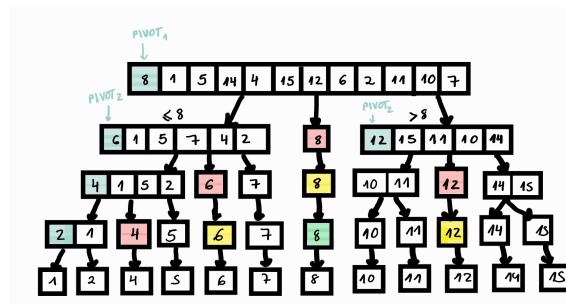 PIVOT1
8 1 5 14 4 15 12 6 2 11 10 7
PIVOT2 ≤ 8 PIVOT2 > 8
6 1 5 7 4 2 8 12 15 11 10 14
4 1 5 2 6 7 8 10 11 12 14 15
2 1 4 5 6 7 8 10 11 12 14 15
1 2 4 5 6 7 8 10 11 12 14 15